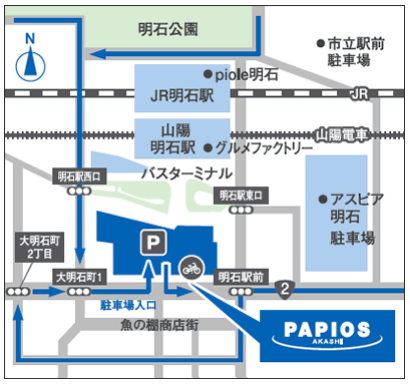 明石公園
N
市立駅前
駐車場
piole明石
JR明石駅
JR
山陽
明石駅
山陽電車
グルメファクトリー
バスターミナル
明石駅西口
明石駅東口
アスピア
明石
駐車場
P
大明石町
2丁目
大明石町1
明石駅前
2
駐車場入口
魚の棚商店街
PAPIOS
AKASHI